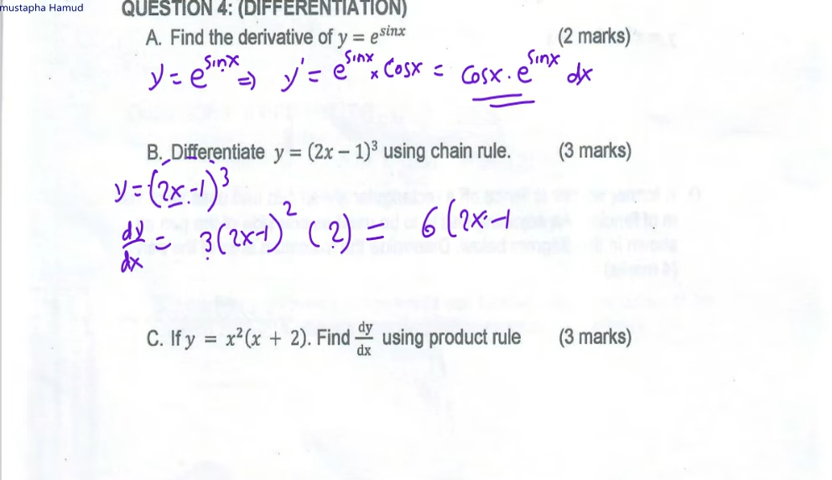 mustapha Hamud
QUESTION 4: (DIFFERENTIATION)
A. Find the derivative of y = e^sinx (2 marks)
y = e^sinx ⇒ y' = e^sinx × Cosx = Cosx · e^sinx dx
B. Differentiate y = (2x − 1)³ using chain rule. (3 marks)
y = (2x − 1)³
dy/dx = 3(2x-1)² (2) = 6(2x-1
C. If y = x²(x + 2). Find dy/dx using product rule (3 marks)